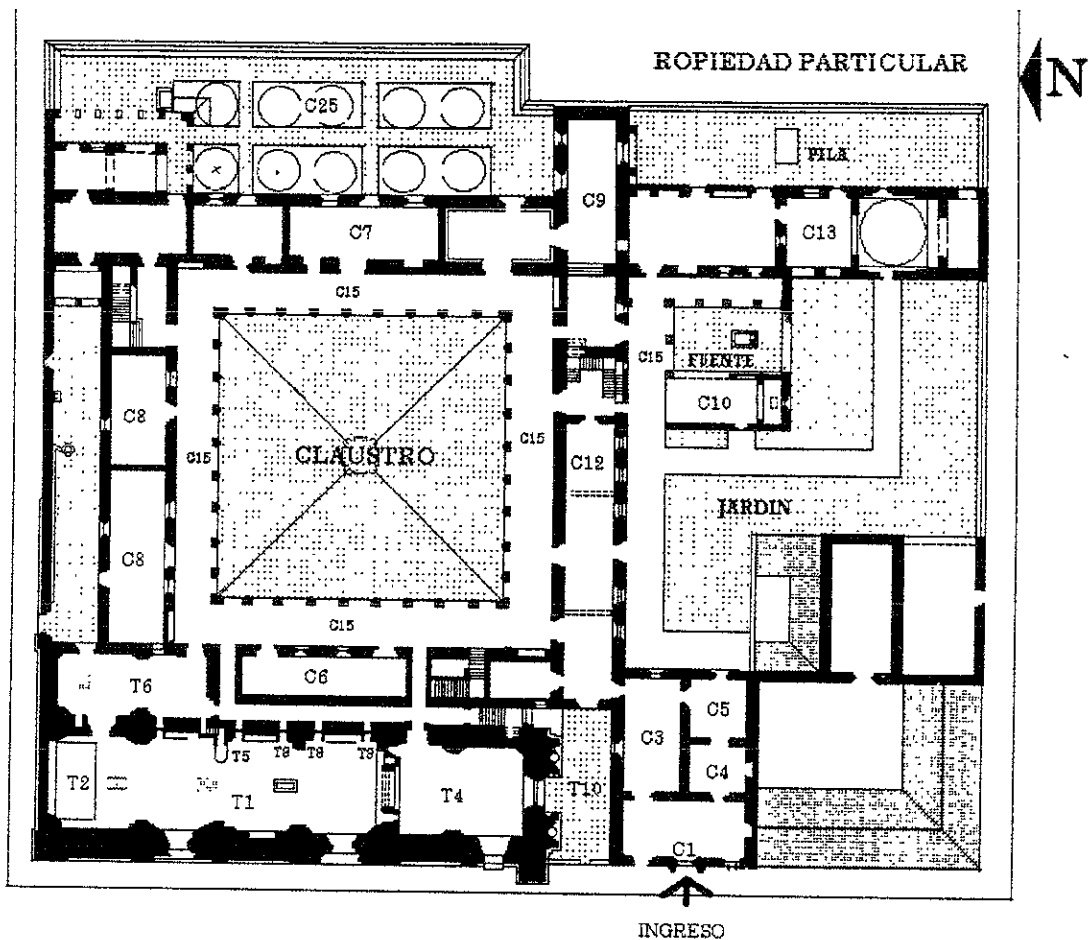 ROPIEDAD PARTICULAR
N
C25
PILA
C9
C7
C13
C15
FUENTE
C15
C10
C8
CLAUSTRO
C15
C15
C12
C8
JARDIN
C15
C6
T6
C5
C3
T5
T8
T8
T8
C4
T2
T1
T4
T10
C1
INGRESO